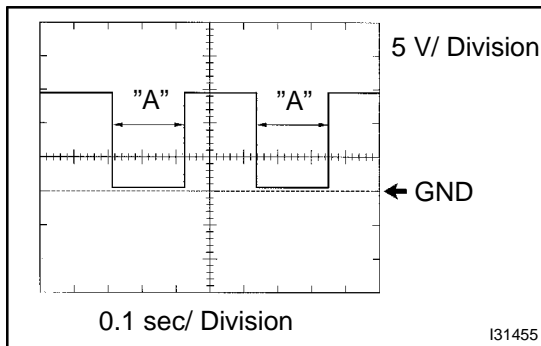 5 V/ Division
”A” ”A”
GND
0.1 sec/ Division
I31455